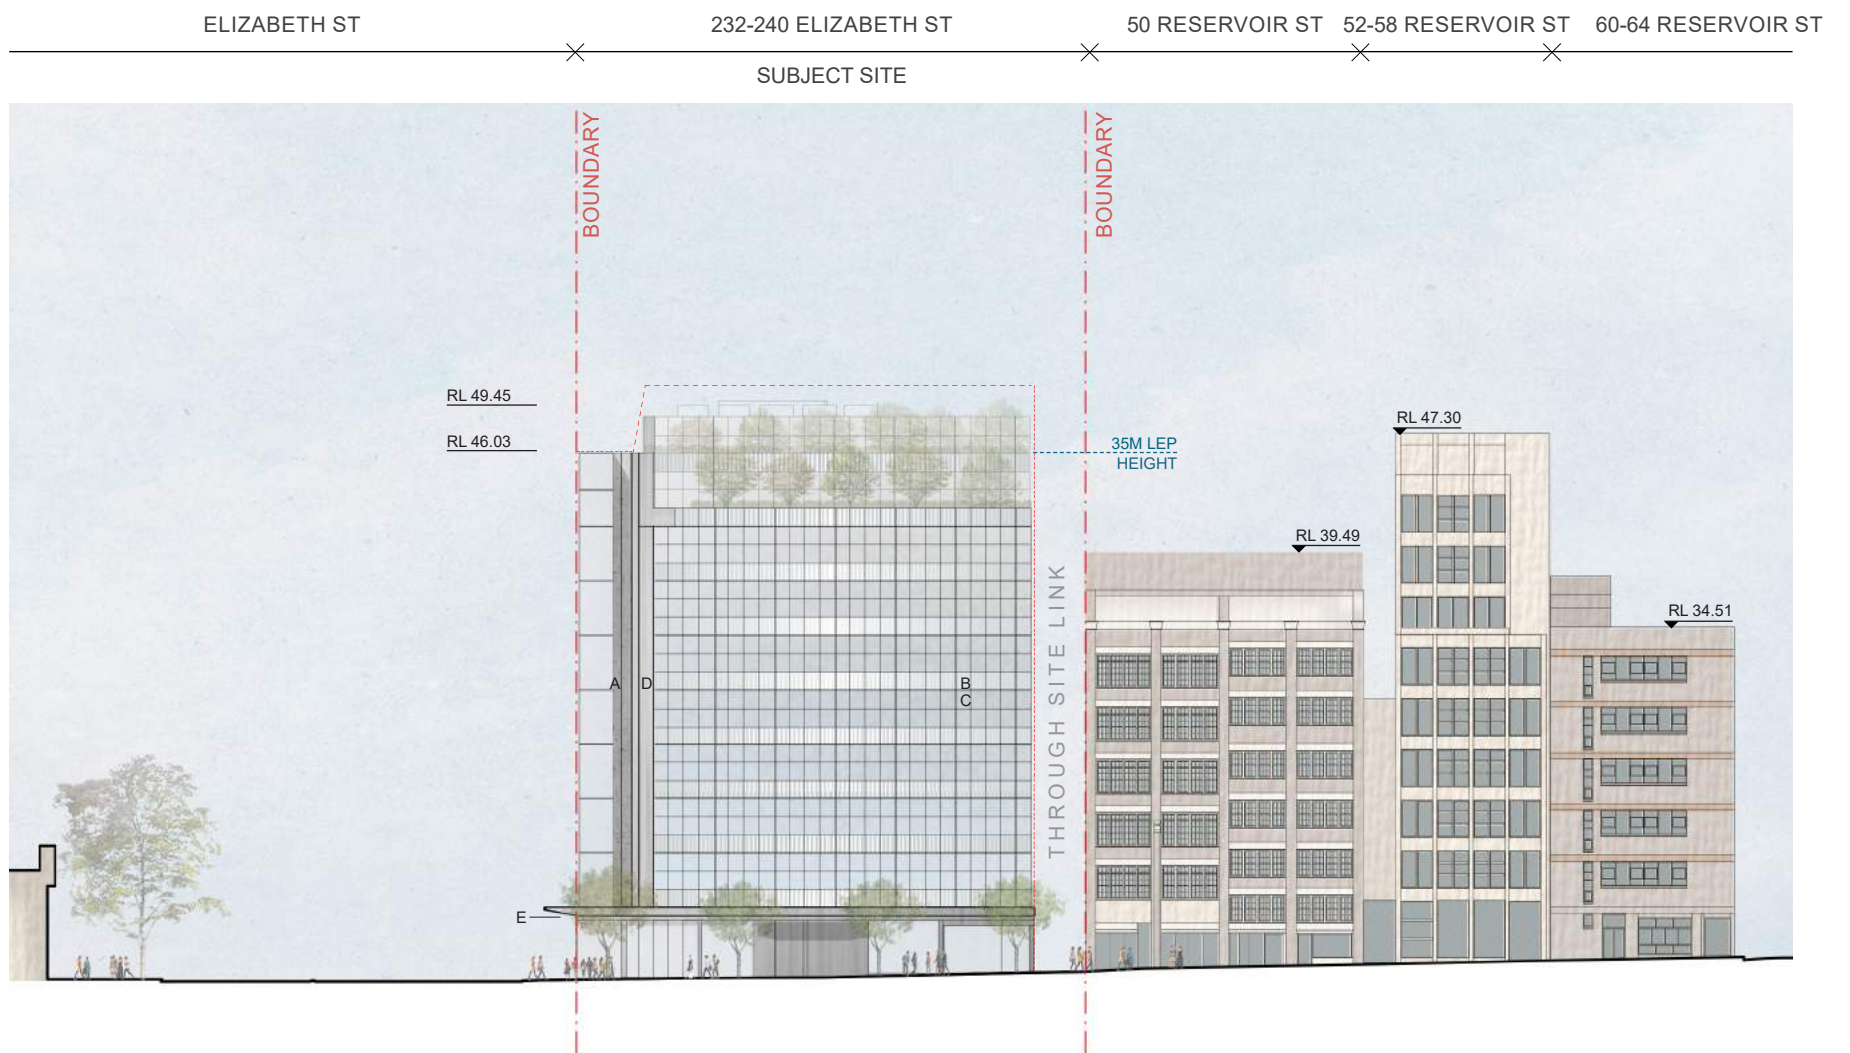 ELIZABETH ST
232-240 ELIZABETH ST
50 RESERVOIR ST
52-58 RESERVOIR ST
60-64 RESERVOIR ST
SUBJECT SITE
BOUNDARY
BOUNDARY
RL 49.45
RL 46.03
35M LEP
HEIGHT
RL 47.30
RL 39.49
RL 34.51
THROUGH SITE LINK
A
D
B
C
E